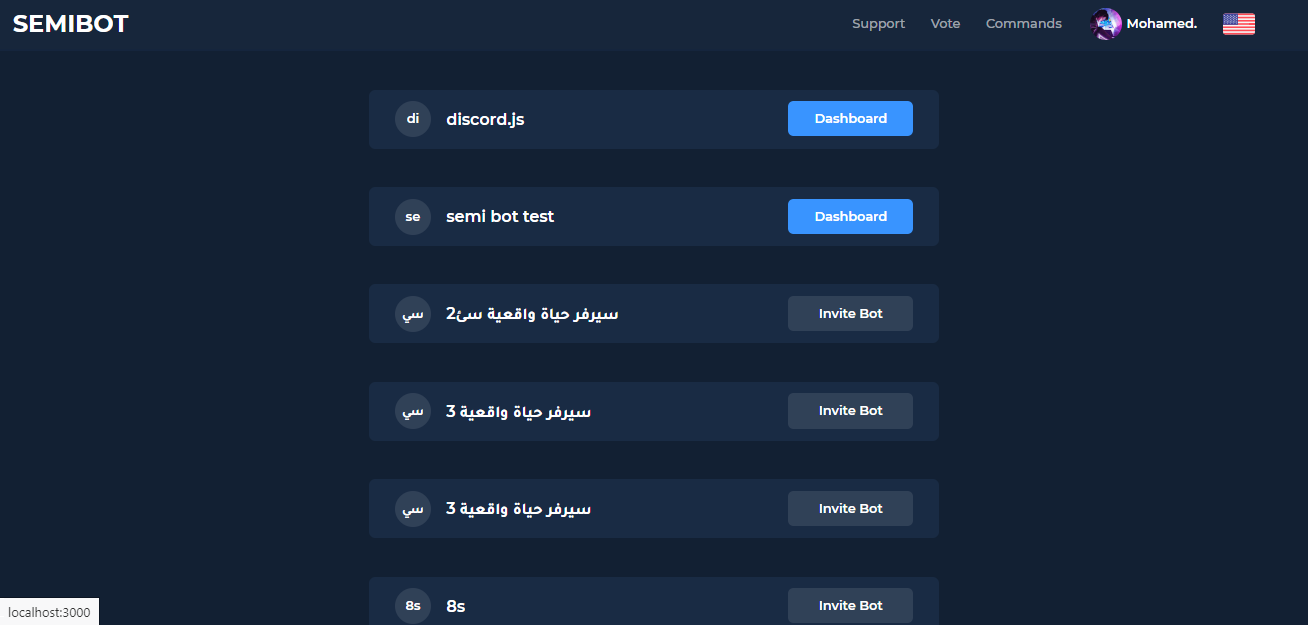 SEMIBOT
Support Vote Commands Mohamed.
di discord.js Dashboard
se semi bot test Dashboard
سي سيرفر حياة واقعية سئ2 Invite Bot
سي سيرفر حياة واقعية 3 Invite Bot
سي سيرفر حياة واقعية 3 Invite Bot
8s 8s Invite Bot
localhost:3000